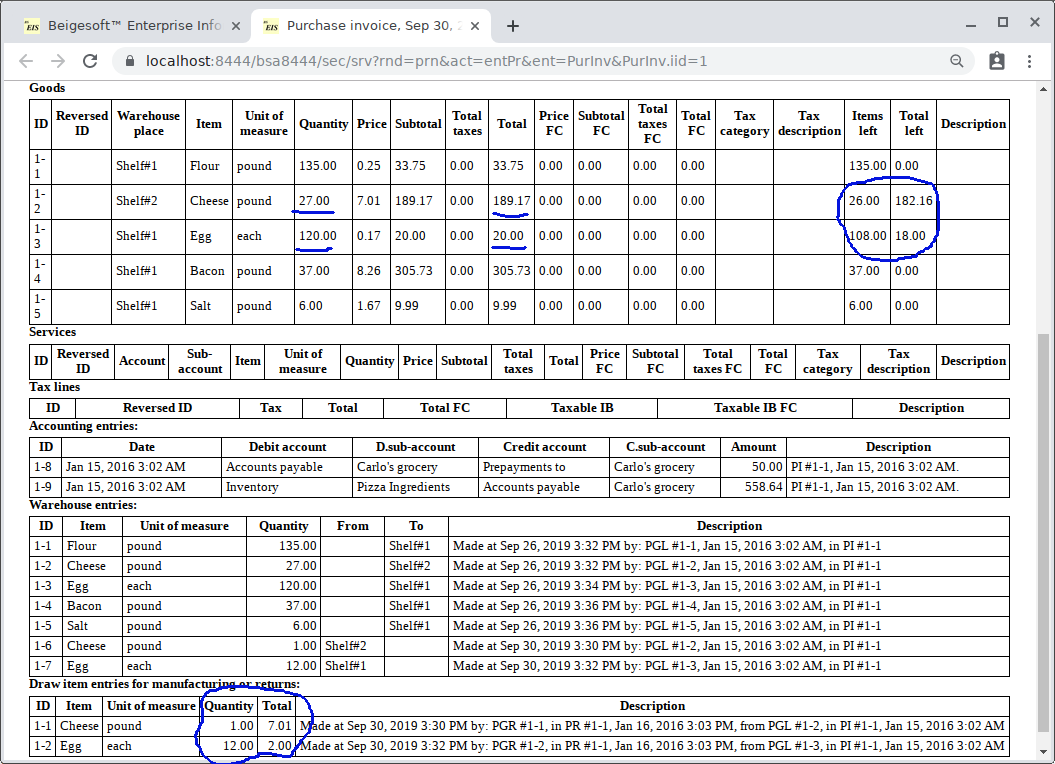 EIS Beigesoft™ Enterprise Info
EIS Purchase invoice, Sep 30, 2
localhost:8444/bsa8444/sec/srv?rnd=prn&act=entPr&ent=PurInv&PurInv.iid=1
Goods
ID Reversed ID Warehouse place Item Unit of measure Quantity Price Subtotal Total taxes Total Price FC Subtotal FC Total taxes FC Total FC Tax category Tax description Items left Total left Description
1-1 Shelf#1 Flour pound 135.00 0.25 33.75 0.00 33.75 0.00 0.00 0.00 0.00 135.00 0.00
1-2 Shelf#2 Cheese pound 27.00 7.01 189.17 0.00 189.17 0.00 0.00 0.00 0.00 26.00 182.16
1-3 Shelf#1 Egg each 120.00 0.17 20.00 0.00 20.00 0.00 0.00 0.00 0.00 108.00 18.00
1-4 Shelf#1 Bacon pound 37.00 8.26 305.73 0.00 305.73 0.00 0.00 0.00 0.00 37.00 0.00
1-5 Shelf#1 Salt pound 6.00 1.67 9.99 0.00 9.99 0.00 0.00 0.00 0.00 6.00 0.00
Services
ID Reversed ID Account Sub-account Item Unit of measure Quantity Price Subtotal Total taxes Total Price FC Subtotal FC Total taxes FC Total FC Tax category Tax description Description
Tax lines
ID Reversed ID Tax Total Total FC Taxable IB Taxable IB FC Description
Accounting entries:
ID Date Debit account D.sub-account Credit account C.sub-account Amount Description
1-8 Jan 15, 2016 3:02 AM Accounts payable Carlo's grocery Prepayments to Carlo's grocery 50.00 PI #1-1, Jan 15, 2016 3:02 AM.
1-9 Jan 15, 2016 3:02 AM Inventory Pizza Ingredients Accounts payable Carlo's grocery 558.64 PI #1-1, Jan 15, 2016 3:02 AM.
Warehouse entries:
ID Item Unit of measure Quantity From To Description
1-1 Flour pound 135.00 Shelf#1 Made at Sep 26, 2019 3:32 PM by: PGL #1-1, Jan 15, 2016 3:02 AM, in PI #1-1
1-2 Cheese pound 27.00 Shelf#2 Made at Sep 26, 2019 3:32 PM by: PGL #1-2, Jan 15, 2016 3:02 AM, in PI #1-1
1-3 Egg each 120.00 Shelf#1 Made at Sep 26, 2019 3:34 PM by: PGL #1-3, Jan 15, 2016 3:02 AM, in PI #1-1
1-4 Bacon pound 37.00 Shelf#1 Made at Sep 26, 2019 3:36 PM by: PGL #1-4, Jan 15, 2016 3:02 AM, in PI #1-1
1-5 Salt pound 6.00 Shelf#1 Made at Sep 26, 2019 3:36 PM by: PGL #1-5, Jan 15, 2016 3:02 AM, in PI #1-1
1-6 Cheese pound 1.00 Shelf#2 Made at Sep 30, 2019 3:30 PM by: PGL #1-2, Jan 15, 2016 3:02 AM, in PI #1-1
1-7 Egg each 12.00 Shelf#1 Made at Sep 30, 2019 3:32 PM by: PGL #1-3, Jan 15, 2016 3:02 AM, in PI #1-1
Draw item entries for manufacturing or returns:
ID Item Unit of measure Quantity Total Description
1-1 Cheese pound 1.00 7.01 Made at Sep 30, 2019 3:30 PM by: PGR #1-1, in PR #1-1, Jan 16, 2016 3:03 PM, from PGL #1-2, in PI #1-1, Jan 15, 2016 3:02 AM
1-2 Egg each 12.00 2.00 Made at Sep 30, 2019 3:32 PM by: PGR #1-2, in PR #1-1, Jan 16, 2016 3:03 PM, from PGL #1-3, in PI #1-1, Jan 15, 2016 3:02 AM